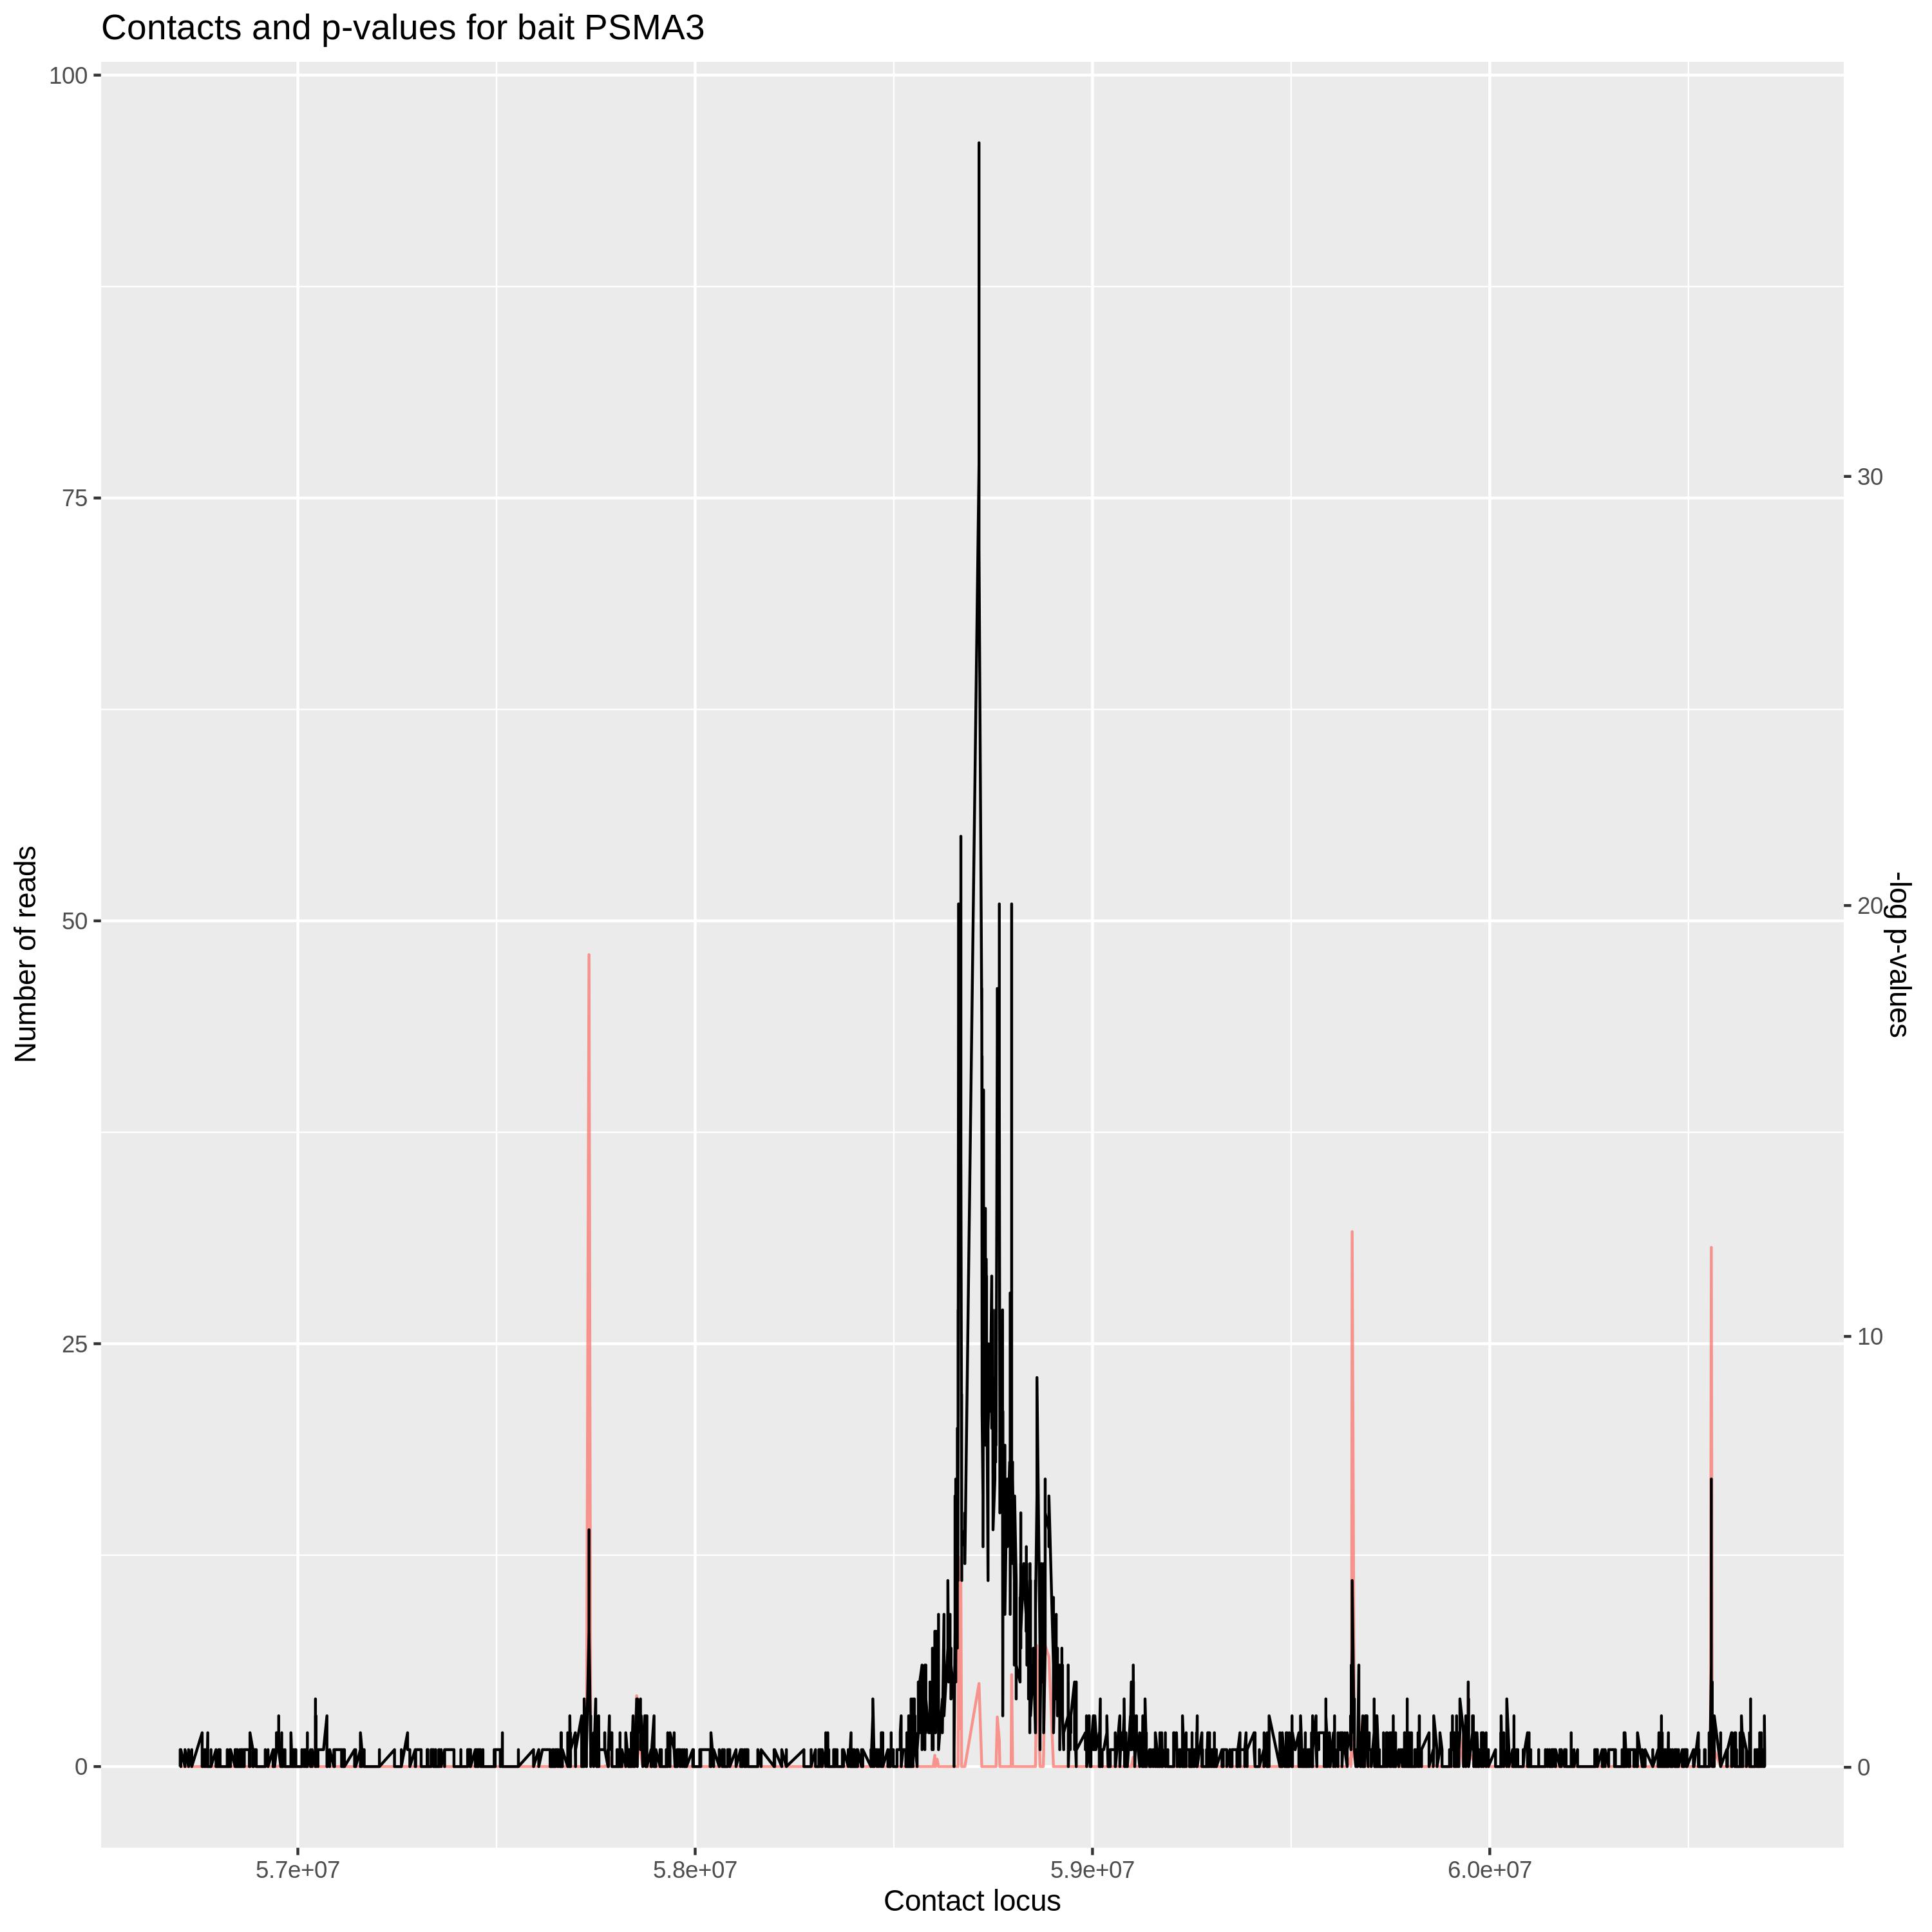 Contacts and p-values for bait PSMA3
100
75
50
25
0
Number of reads
30
20
10
0
-log p-values
5.7e+07 5.8e+07 5.9e+07 6.0e+07
Contact locus